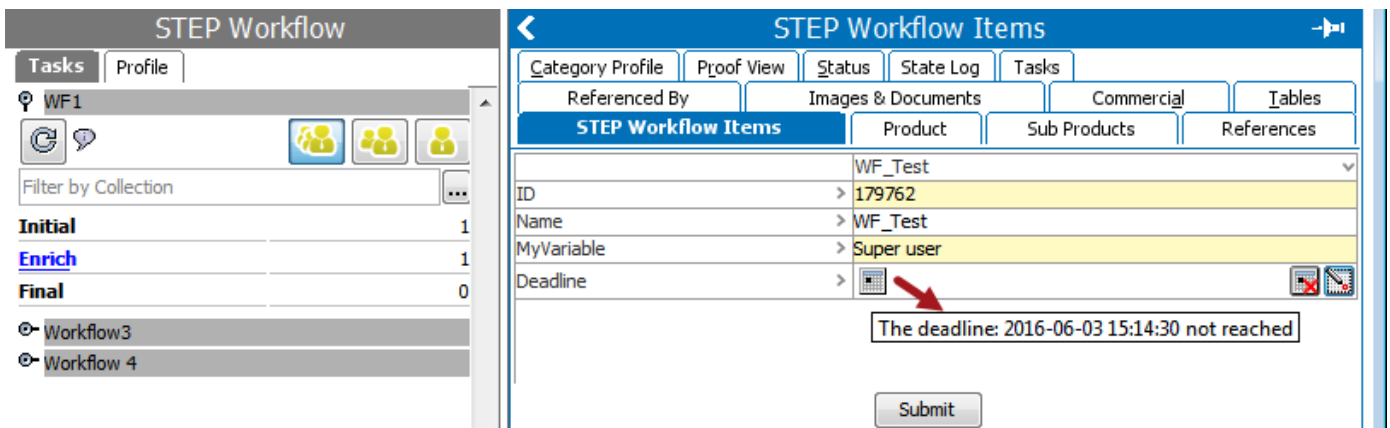 STEP Workflow
Tasks Profile
WF1
Filter by Collection
...
Initial 1
Enrich 1
Final 0
Workflow3
Workflow 4
STEP Workflow Items
Category Profile Proof View Status State Log Tasks
Referenced By Images & Documents Commercial Tables
STEP Workflow Items Product Sub Products References
WF_Test
ID > 179762
Name > WF_Test
MyVariable > Super user
Deadline >
The deadline: 2016-06-03 15:14:30 not reached
Submit